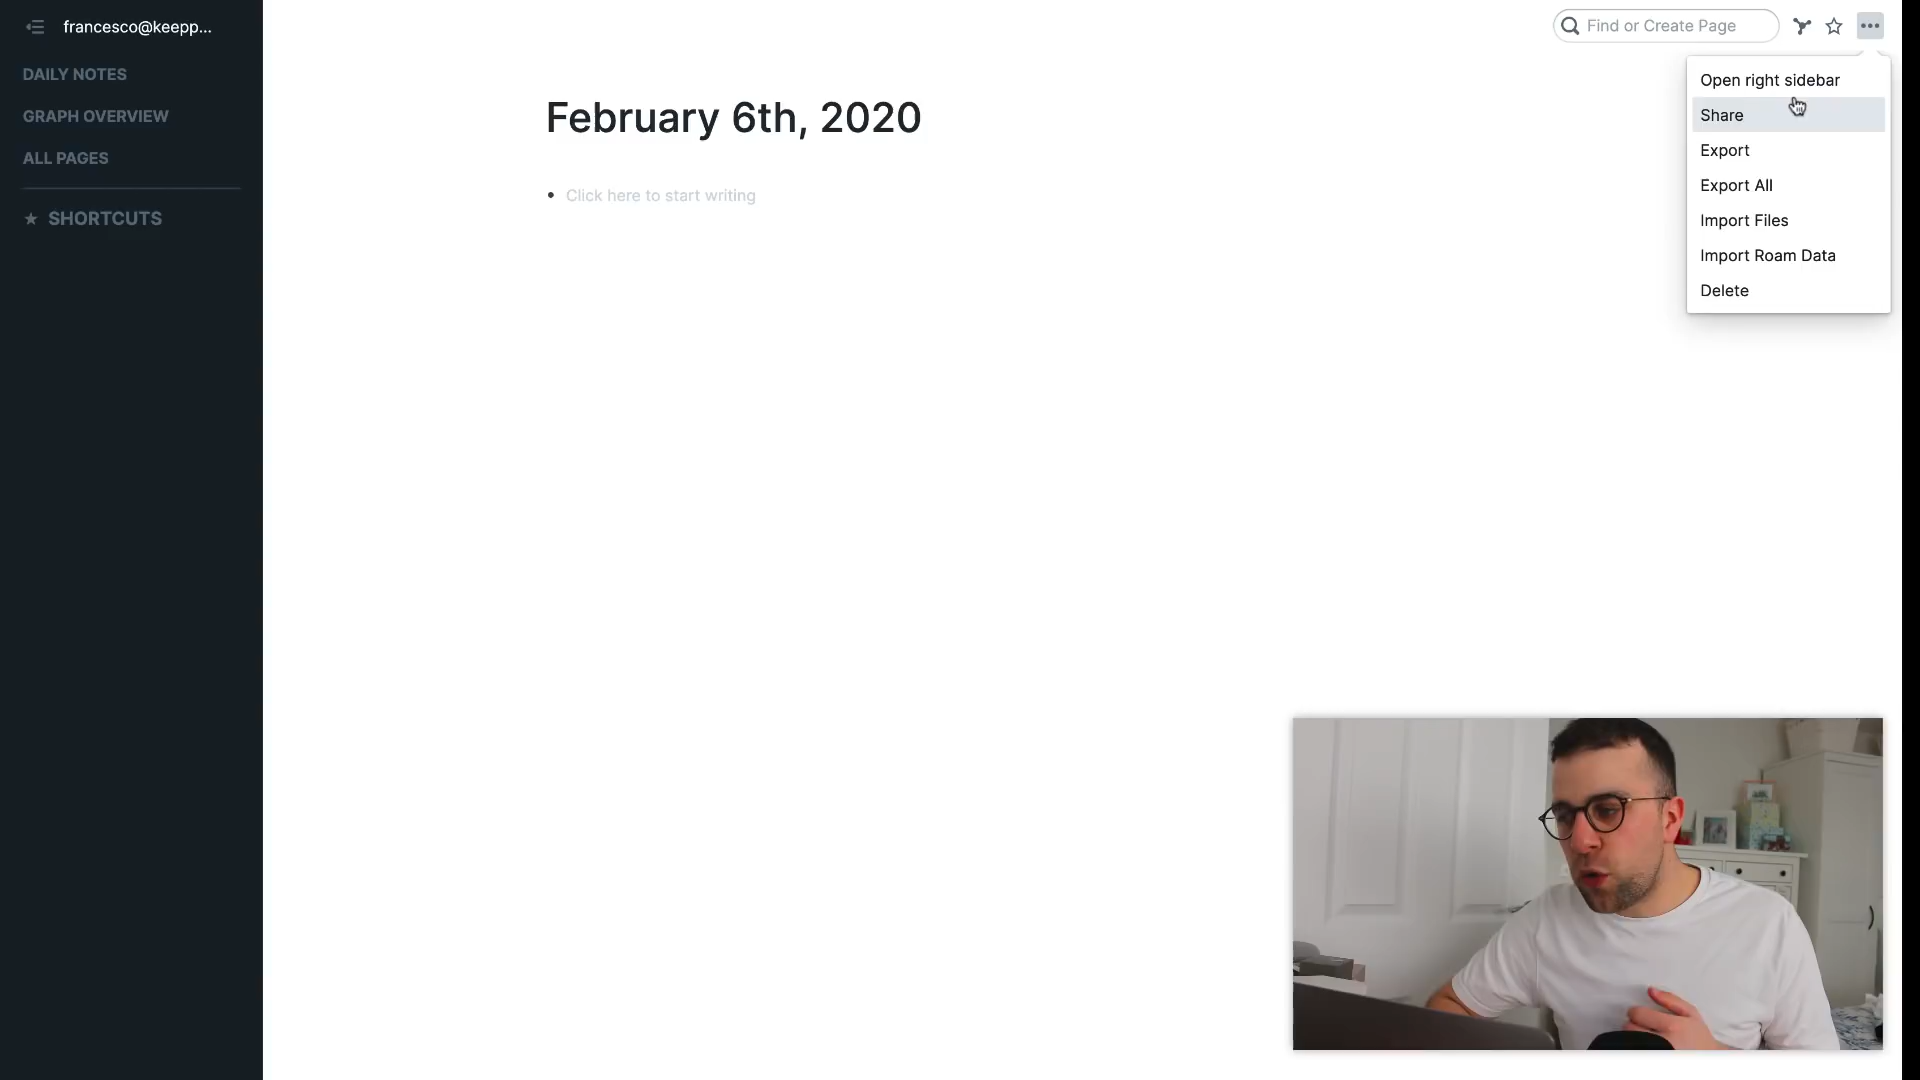 francesco@keepp...
DAILY NOTES
GRAPH OVERVIEW
ALL PAGES
★ SHORTCUTS
Find or Create Page
February 6th, 2020
• Click here to start writing
Open right sidebar
Share
Export
Export All
Import Files
Import Roam Data
Delete